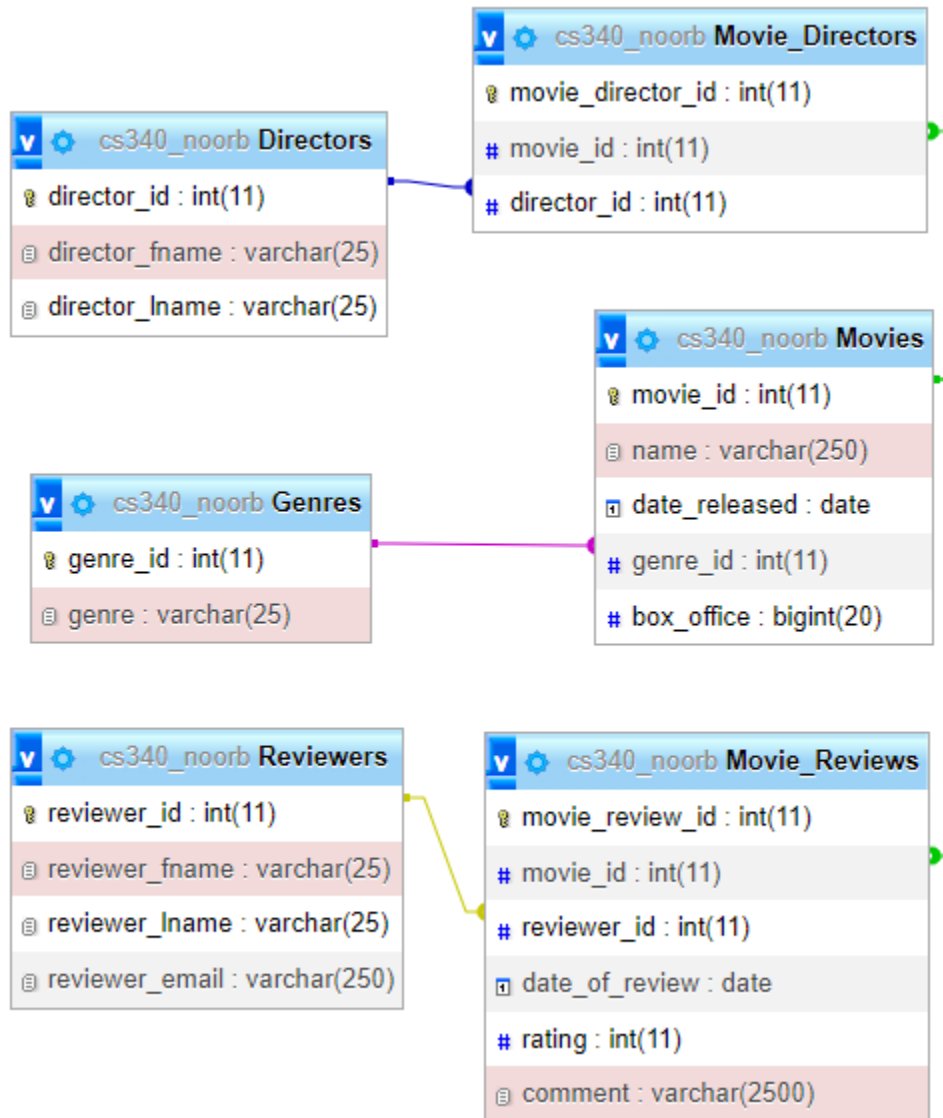 v cs340_noorb Movie_Directors
movie_director_id : int(11)
# movie_id : int(11)
# director_id : int(11)
v cs340_noorb Directors
director_id : int(11)
director_fname : varchar(25)
director_lname : varchar(25)
v cs340_noorb Movies
movie_id : int(11)
name : varchar(250)
date_released : date
# genre_id : int(11)
# box_office : bigint(20)
v cs340_noorb Genres
genre_id : int(11)
genre : varchar(25)
v cs340_noorb Reviewers
reviewer_id : int(11)
reviewer_fname : varchar(25)
reviewer_lname : varchar(25)
reviewer_email : varchar(250)
v cs340_noorb Movie_Reviews
movie_review_id : int(11)
# movie_id : int(11)
# reviewer_id : int(11)
date_of_review : date
# rating : int(11)
comment : varchar(2500)